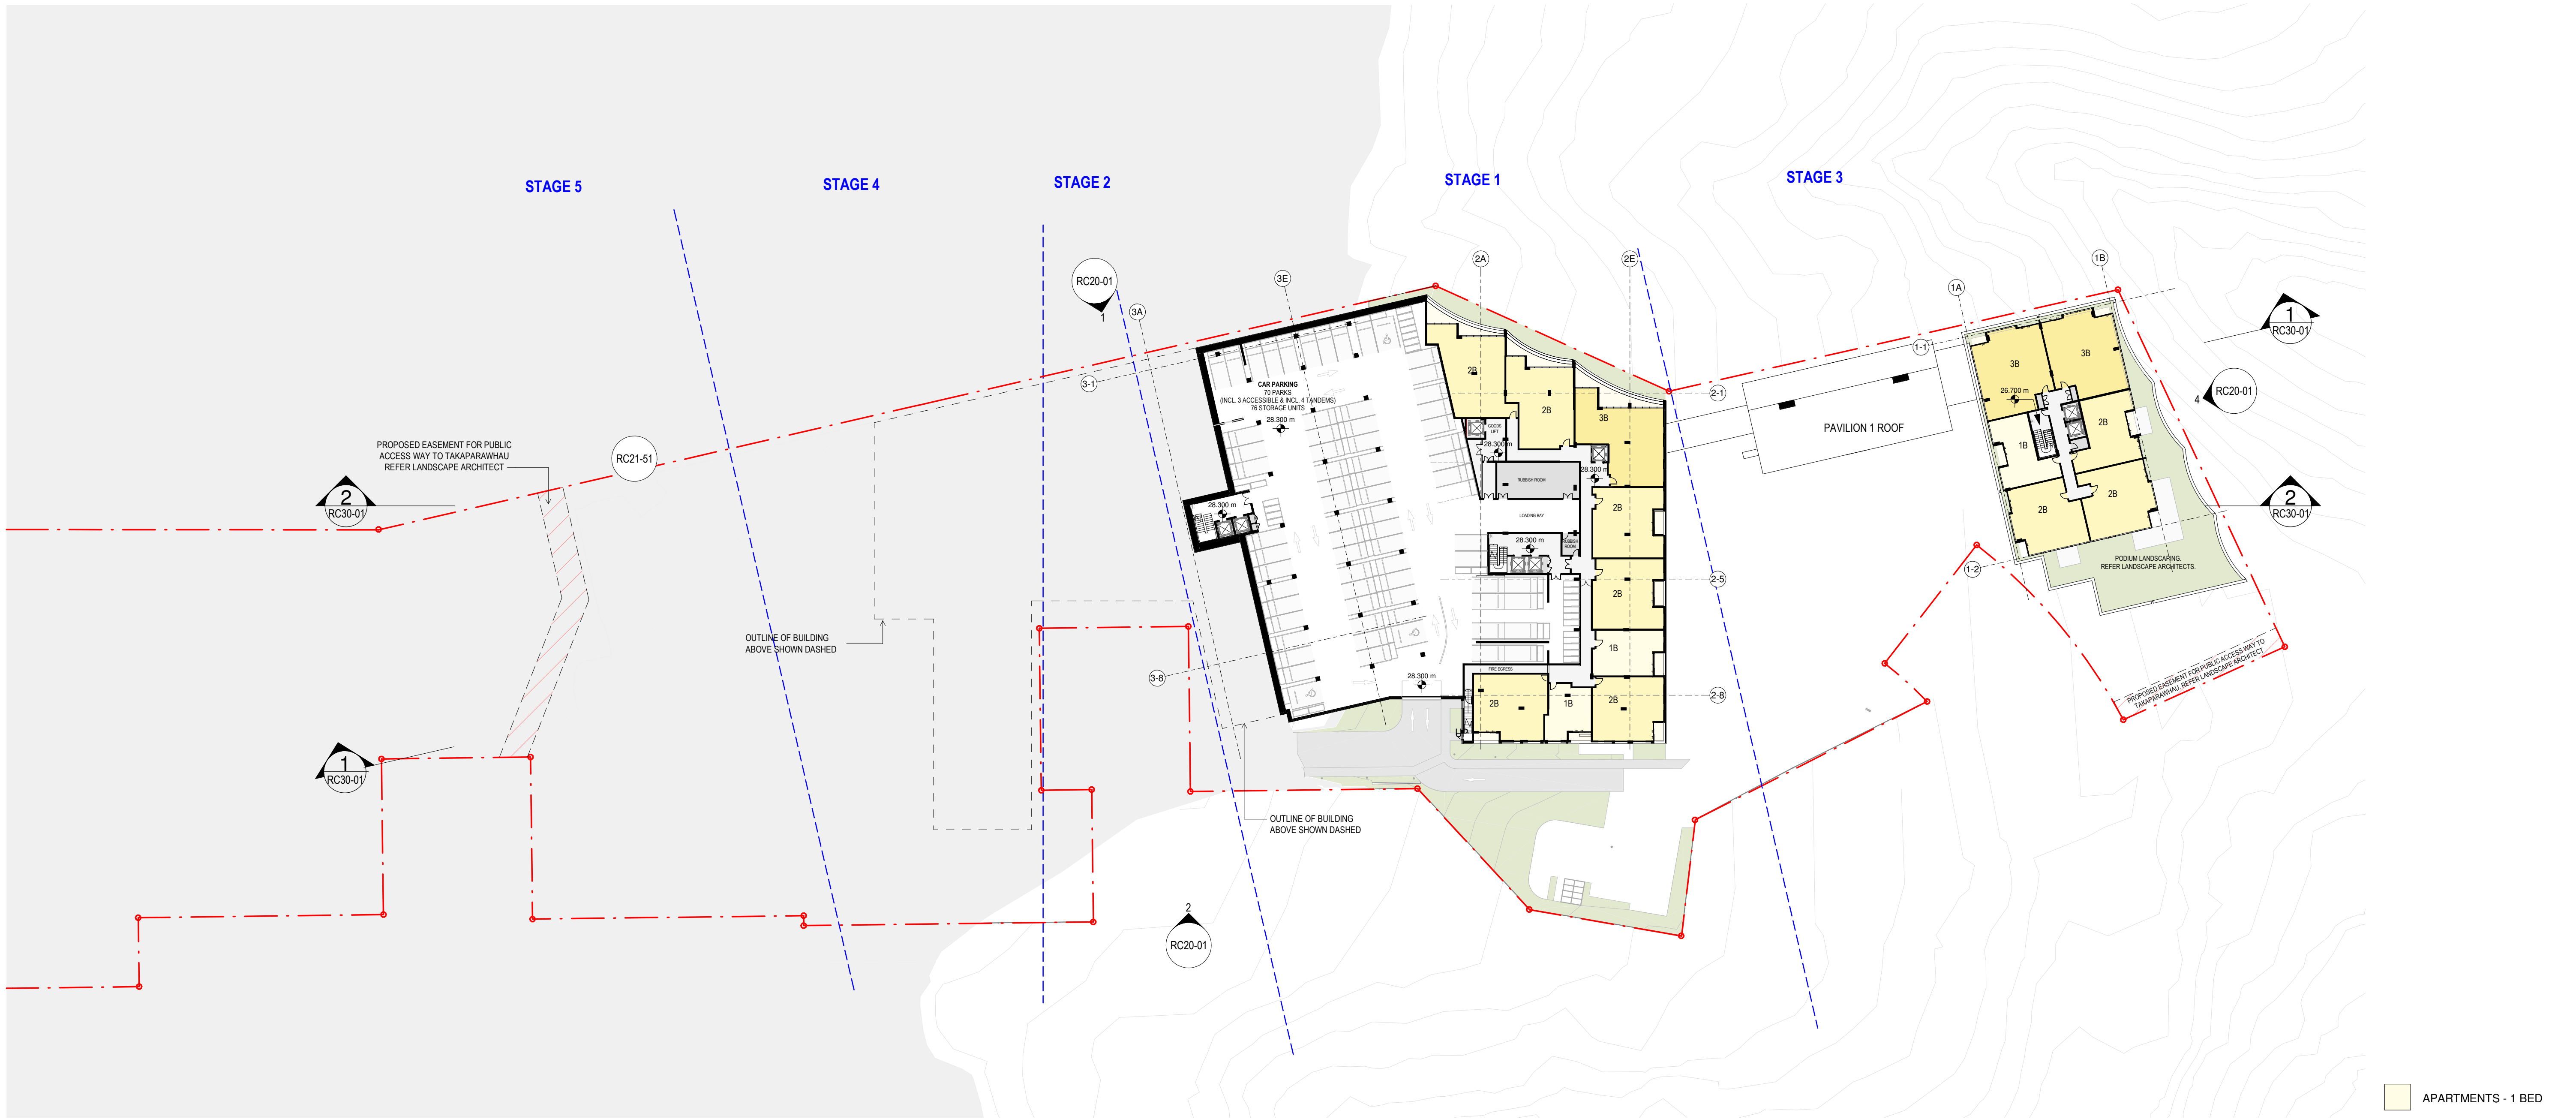 STAGE 5
STAGE 4
STAGE 2
STAGE 1
STAGE 3
RC20-01
1
3A
3E
2A
2E
1A
1B
3-1
3-8
2-1
2-5
2-8
1-1
1-2
1
RC30-01
4
RC20-01
2
RC30-01
PROPOSED EASEMENT FOR PUBLIC
ACCESS WAY TO TAKAPARAWHAU
REFER LANDSCAPE ARCHITECT
RC21-51
2
RC30-01
1
RC30-01
OUTLINE OF BUILDING
ABOVE SHOWN DASHED
OUTLINE OF BUILDING
ABOVE SHOWN DASHED
2
RC20-01
CAR PARKING
70 PARKS
(INCL. 3 ACCESSIBLE & INCL. 4 TANDEMS)
76 STORAGE UNITS
28.300 m
28.300 m
2B
2B
3B
GOODS
LIFT
28.300 m
28.300 m
RUBBISH ROOM
LOADING BAY
2B
28.300 m
RUBBISH
ROOM
2B
1B
FIRE EGRESS
28.300 m
2B
1B
2B
PAVILION 1 ROOF
3B
3B
26.700 m
1B
2B
2B
2B
PODIUM LANDSCAPING.
REFER LANDSCAPE ARCHITECTS.
PROPOSED EASEMENT FOR PUBLIC ACCESS WAY TO
TAKAPARAWHAU. REFER LANDSCAPE ARCHITECT
APARTMENTS - 1 BED